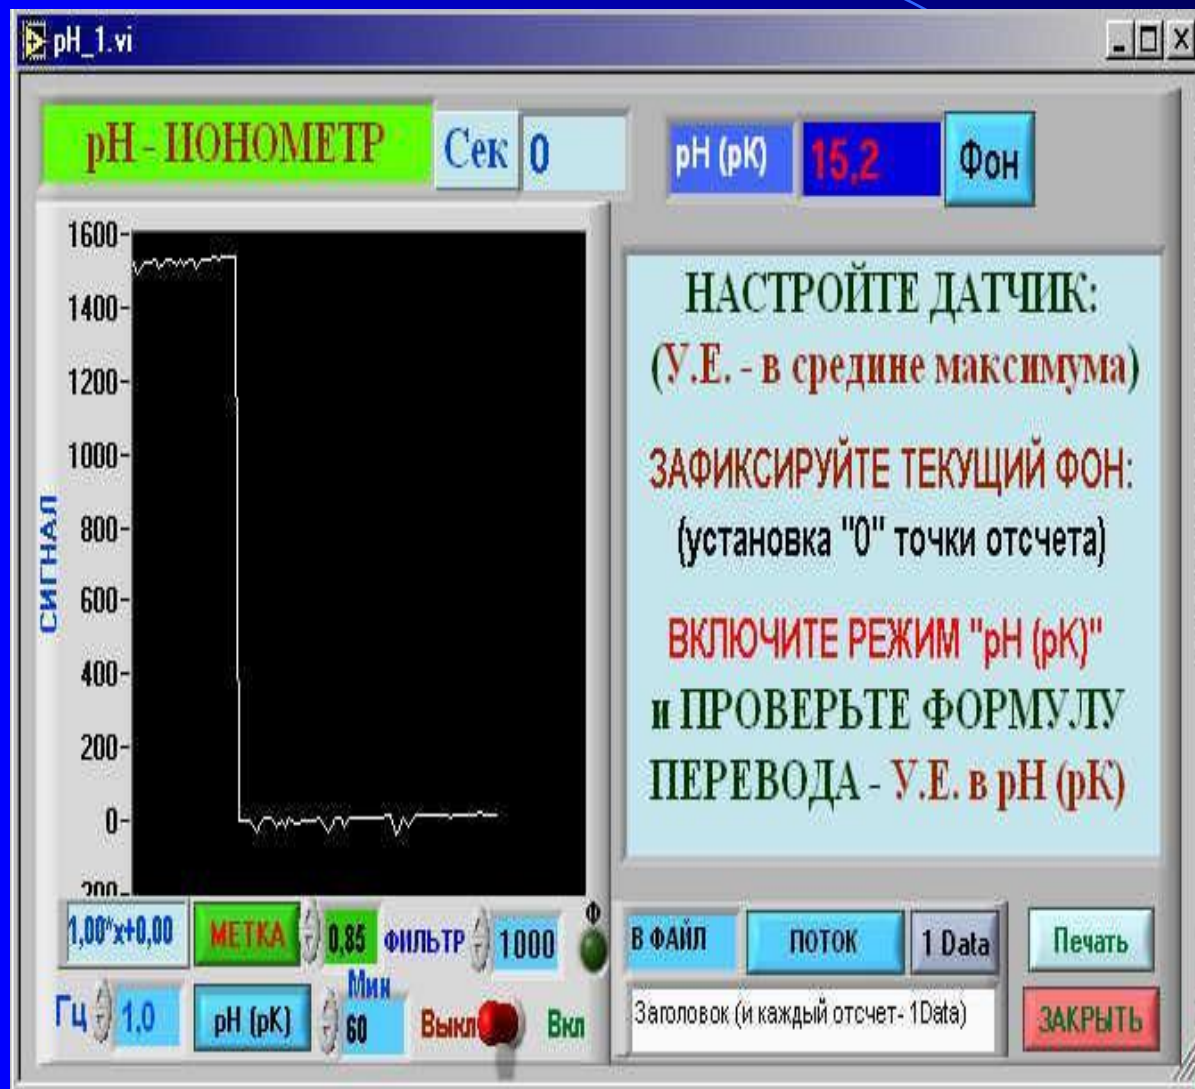 pH_1.vi
pH - ИОНОМЕТР
Сек 0
pH (pK) 15,2 Фон
1600
1400
1200
1000
800
600
400
200
0
200
СИГНАЛ
НАСТРОЙТЕ ДАТЧИК:
(У.Е. - в средине максимума)
ЗАФИКСИРУЙТЕ ТЕКУЩИЙ ФОН:
(установка "0" точки отсчета)
ВКЛЮЧИТЕ РЕЖИМ "pH (pK)"
и ПРОВЕРЬТЕ ФОРМУЛУ
ПЕРЕВОДА - У.Е. в pH (pK)
1,00*x+0,00 МЕТКА 0,85 ФИЛЬТР 1000 Ф
Гц 1.0 pH (pK) Мин 60 Выкл Вкл
В ФАЙЛ ПОТОК 1 Data Печать
Заголовок (и каждый отсчет- 1Data) ЗАКРЫТЬ